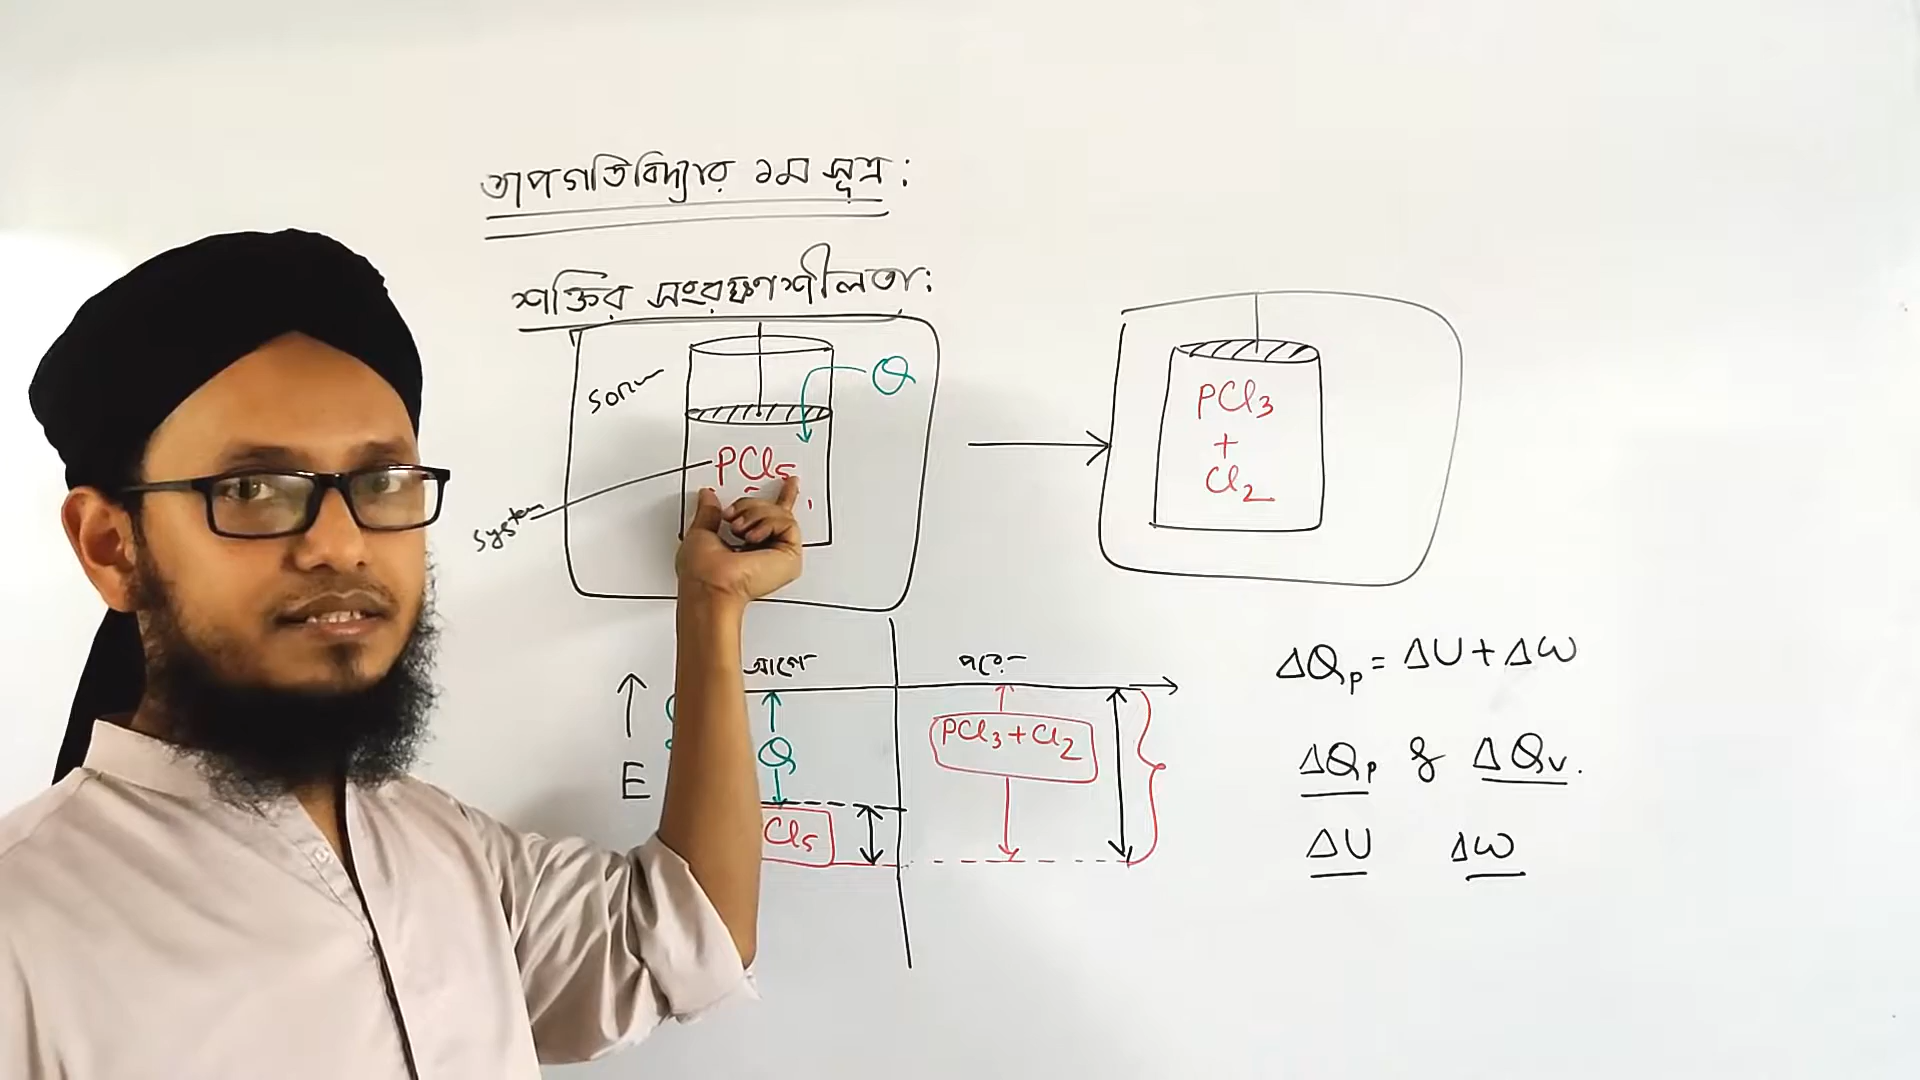 তাপগতিবিদ্যার ১ম সূত্র:
শক্তির সংরক্ষণশীলতা:
Q
PCl5
system
PCl3
+
Cl2
আগে
পরে
E
Q
Cl5
PCl3+Cl2
ΔQp = ΔU + ΔW
ΔQp & ΔQv.
ΔU ΔW